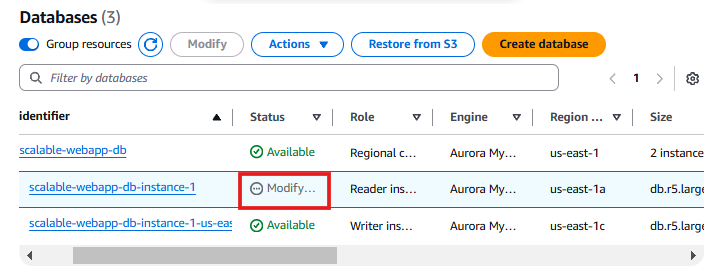 Databases (3)
Group resources Modify Actions Restore from S3 Create database
Filter by databases 1
identifier Status Role Engine Region ... Size
scalable-webapp-db Available Regional c... Aurora My... us-east-1 2 instance
scalable-webapp-db-instance-1 Modify... Reader ins... Aurora My... us-east-1a db.r5.large
scalable-webapp-db-instance-1-us-eas Available Writer ins... Aurora My... us-east-1c db.r5.large